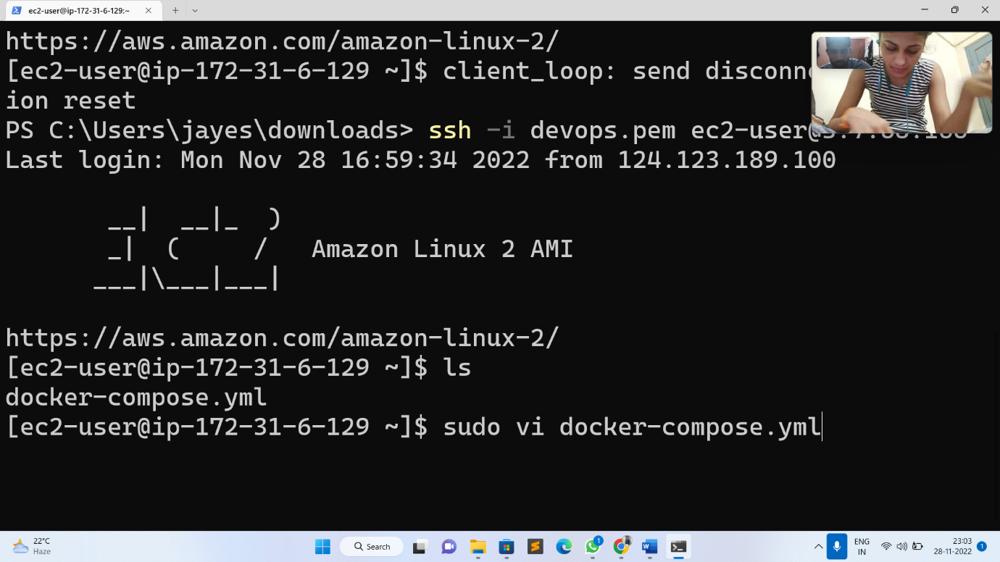 ec2-user@ip-172-31-6-129:~
https://aws.amazon.com/amazon-linux-2/
[ec2-user@ip-172-31-6-129 ~]$ client_loop: send
ion reset
PS C:\Users\jayes\downloads> ssh -i devops.pem
Last login: Mon Nov 28 16:59:34 2022 from 124.123.189.100
__|  __|_  )
_|  (     /   Amazon Linux 2 AMI
___|\___|___|
https://aws.amazon.com/amazon-linux-2/
[ec2-user@ip-172-31-6-129 ~]$ ls
docker-compose.yml
[ec2-user@ip-172-31-6-129 ~]$ sudo vi docker-compose.yml
22°C
Haze
Search
1
ENG
IN
23:03
28-11-2022
1